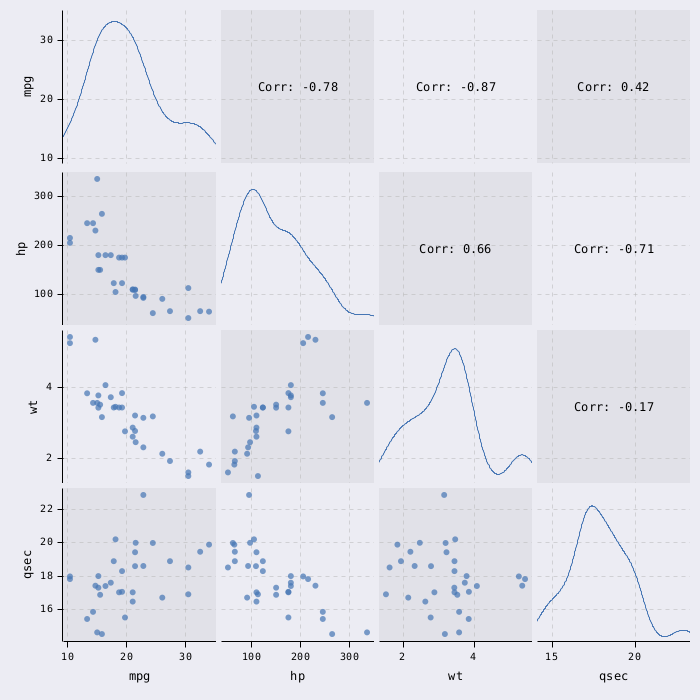 30
20
10
mpg
Corr: -0.78
Corr: -0.87
Corr: 0.42
300
200
100
hp
Corr: 0.66
Corr: -0.71
4
2
wt
Corr: -0.17
22
20
18
16
qsec
10 20 30
100 200 300
2 4
15 20
mpg
hp
wt
qsec